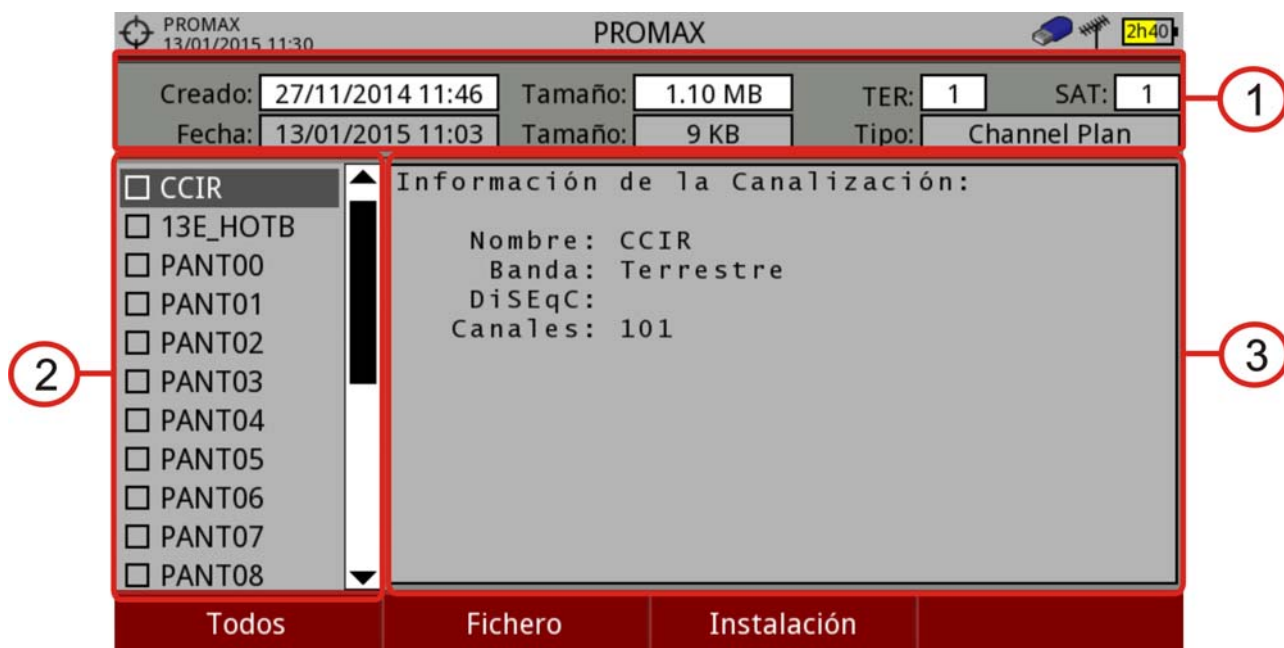 PROMAX
13/01/2015 11:30
PROMAX
2h40
Creado: 27/11/2014 11:46 Tamaño: 1.10 MB TER: 1 SAT: 1
Fecha: 13/01/2015 11:03 Tamaño: 9 KB Tipo: Channel Plan
1
CCIR
13E_HOTB
PANT00
PANT01
PANT02
PANT03
PANT04
PANT05
PANT06
PANT07
PANT08
2
Información de la Canalización:
Nombre: CCIR
Banda: Terrestre
DiSEqC:
Canales: 101
3
Todos Fichero Instalación